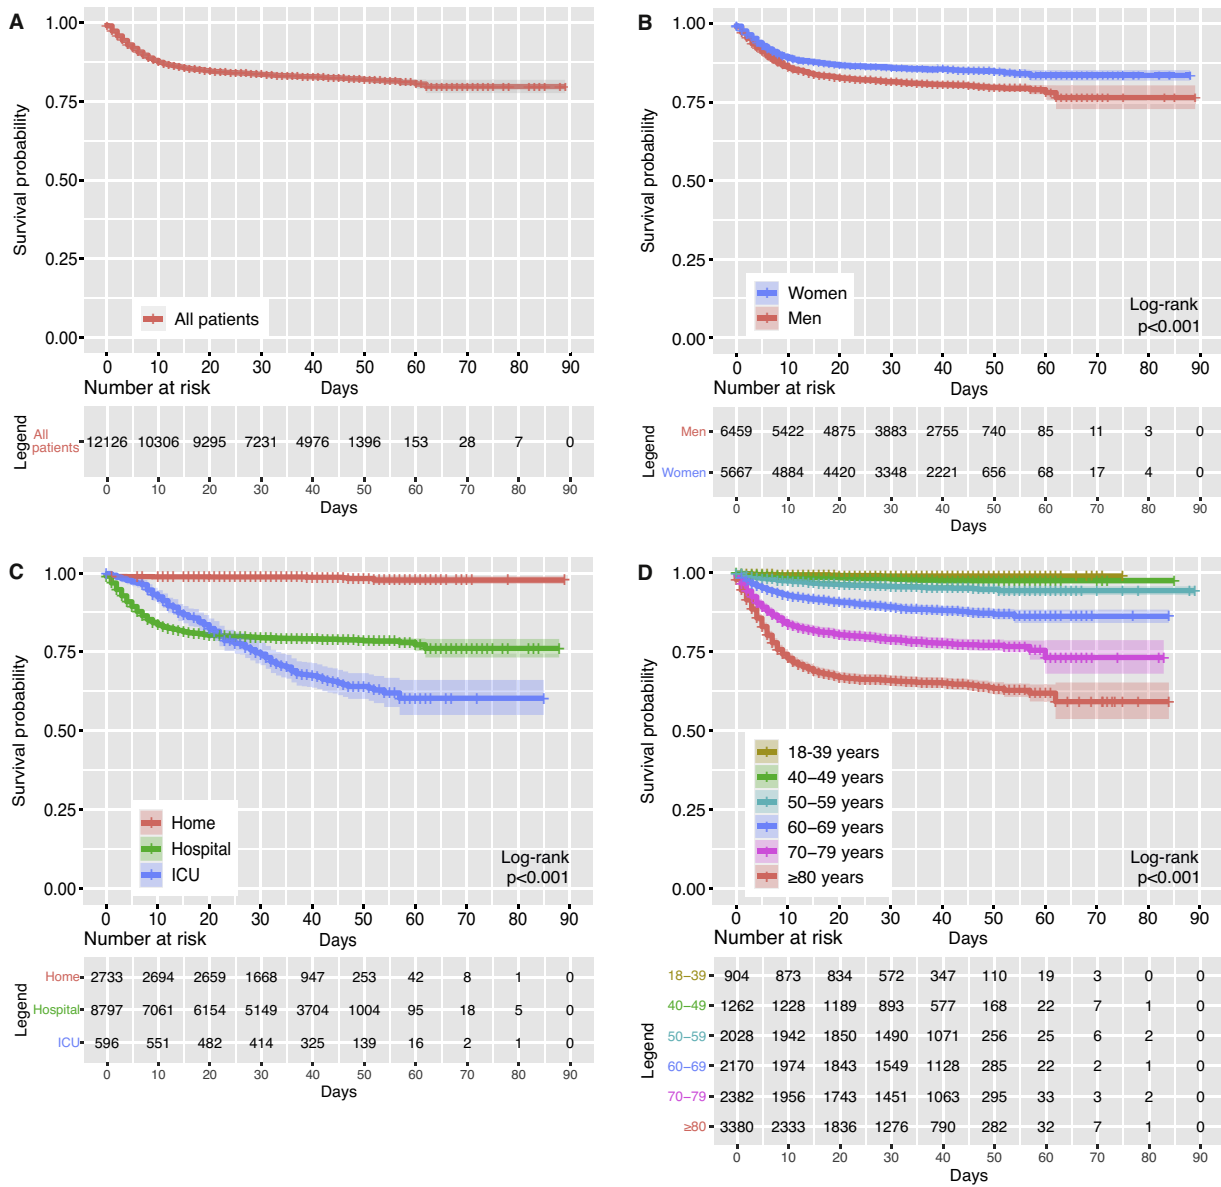 A
1.00
0.75
0.50
0.25
0.00
Survival probability
All patients
0 10 20 30 40 50 60 70 80 90
Number at risk
Days
Legend
All
patients
12126 10306 9295 7231 4976 1396 153 28 7 0
0 10 20 30 40 50 60 70 80 90
Days
B
1.00
0.75
0.50
0.25
0.00
Survival probability
Women
Men
Log-rank
p<0.001
0 10 20 30 40 50 60 70 80 90
Number at risk
Days
Legend
Men 6459 5422 4875 3883 2755 740 85 11 3 0
Women 5667 4884 4420 3348 2221 656 68 17 4 0
0 10 20 30 40 50 60 70 80 90
Days
C
1.00
0.75
0.50
0.25
0.00
Survival probability
Home
Hospital
ICU
Log-rank
p<0.001
0 10 20 30 40 50 60 70 80 90
Number at risk
Days
Legend
Home 2733 2694 2659 1668 947 253 42 8 1 0
Hospital 8797 7061 6154 5149 3704 1004 95 18 5 0
ICU 596 551 482 414 325 139 16 2 1 0
0 10 20 30 40 50 60 70 80 90
Days
D
1.00
0.75
0.50
0.25
0.00
Survival probability
18-39 years
40–49 years
50–59 years
60–69 years
70–79 years
≥80 years
Log-rank
p<0.001
0 10 20 30 40 50 60 70 80 90
Number at risk
Days
Legend
18–39 904 873 834 572 347 110 19 3 0 0
40–49 1262 1228 1189 893 577 168 22 7 1 0
50–59 2028 1942 1850 1490 1071 256 25 6 2 0
60–69 2170 1974 1843 1549 1128 285 22 2 1 0
70–79 2382 1956 1743 1451 1063 295 33 3 2 0
≥80 3380 2333 1836 1276 790 282 32 7 1 0
0 10 20 30 40 50 60 70 80 90
Days